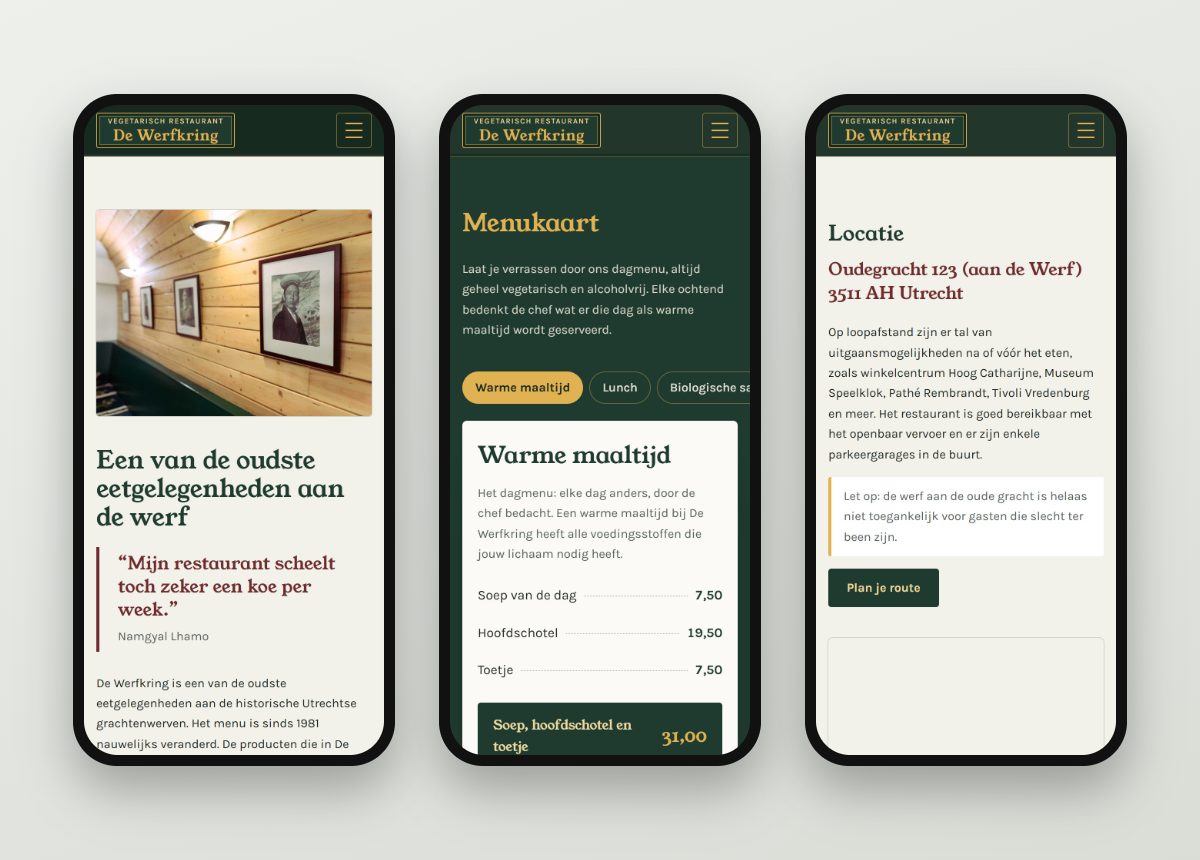 VEGETARISCH RESTAURANT
De Werfkring
Een van de oudste
eetgelegenheden aan
de werf
“Mijn restaurant scheelt
toch zeker een koe per
week.”
Namgyal Lhamo
De Werfkring is een van de oudste
eetgelegenheden aan de historische Utrechtse
grachtenwerven. Het menu is sinds 1981
nauwelijks veranderd. De producten die in De
VEGETARISCH RESTAURANT
De Werfkring
Menukaart
Laat je verrassen door ons dagmenu, altijd
geheel vegetarisch en alcoholvrij. Elke ochtend
bedenkt de chef wat er die dag als warme
maaltijd wordt geserveerd.
Warme maaltijd Lunch Biologische sa
Warme maaltijd
Het dagmenu: elke dag anders, door de
chef bedacht. Een warme maaltijd bij De
Werfkring heeft alle voedingsstoffen die
jouw lichaam nodig heeft.
Soep van de dag 7,50
Hoofdschotel 19,50
Toetje 7,50
Soep, hoofdschotel en
toetje 31,00
VEGETARISCH RESTAURANT
De Werfkring
Locatie
Oudegracht 123 (aan de Werf)
3511 AH Utrecht
Op loopafstand zijn er tal van
uitgaansmogelijkheden na of vóór het eten,
zoals winkelcentrum Hoog Catharijne, Museum
Speelklok, Pathé Rembrandt, Tivoli Vredenburg
en meer. Het restaurant is goed bereikbaar met
het openbaar vervoer en er zijn enkele
parkeergarages in de buurt.
Let op: de werf aan de oude gracht is helaas
niet toegankelijk voor gasten die slecht ter
been zijn.
Plan je route